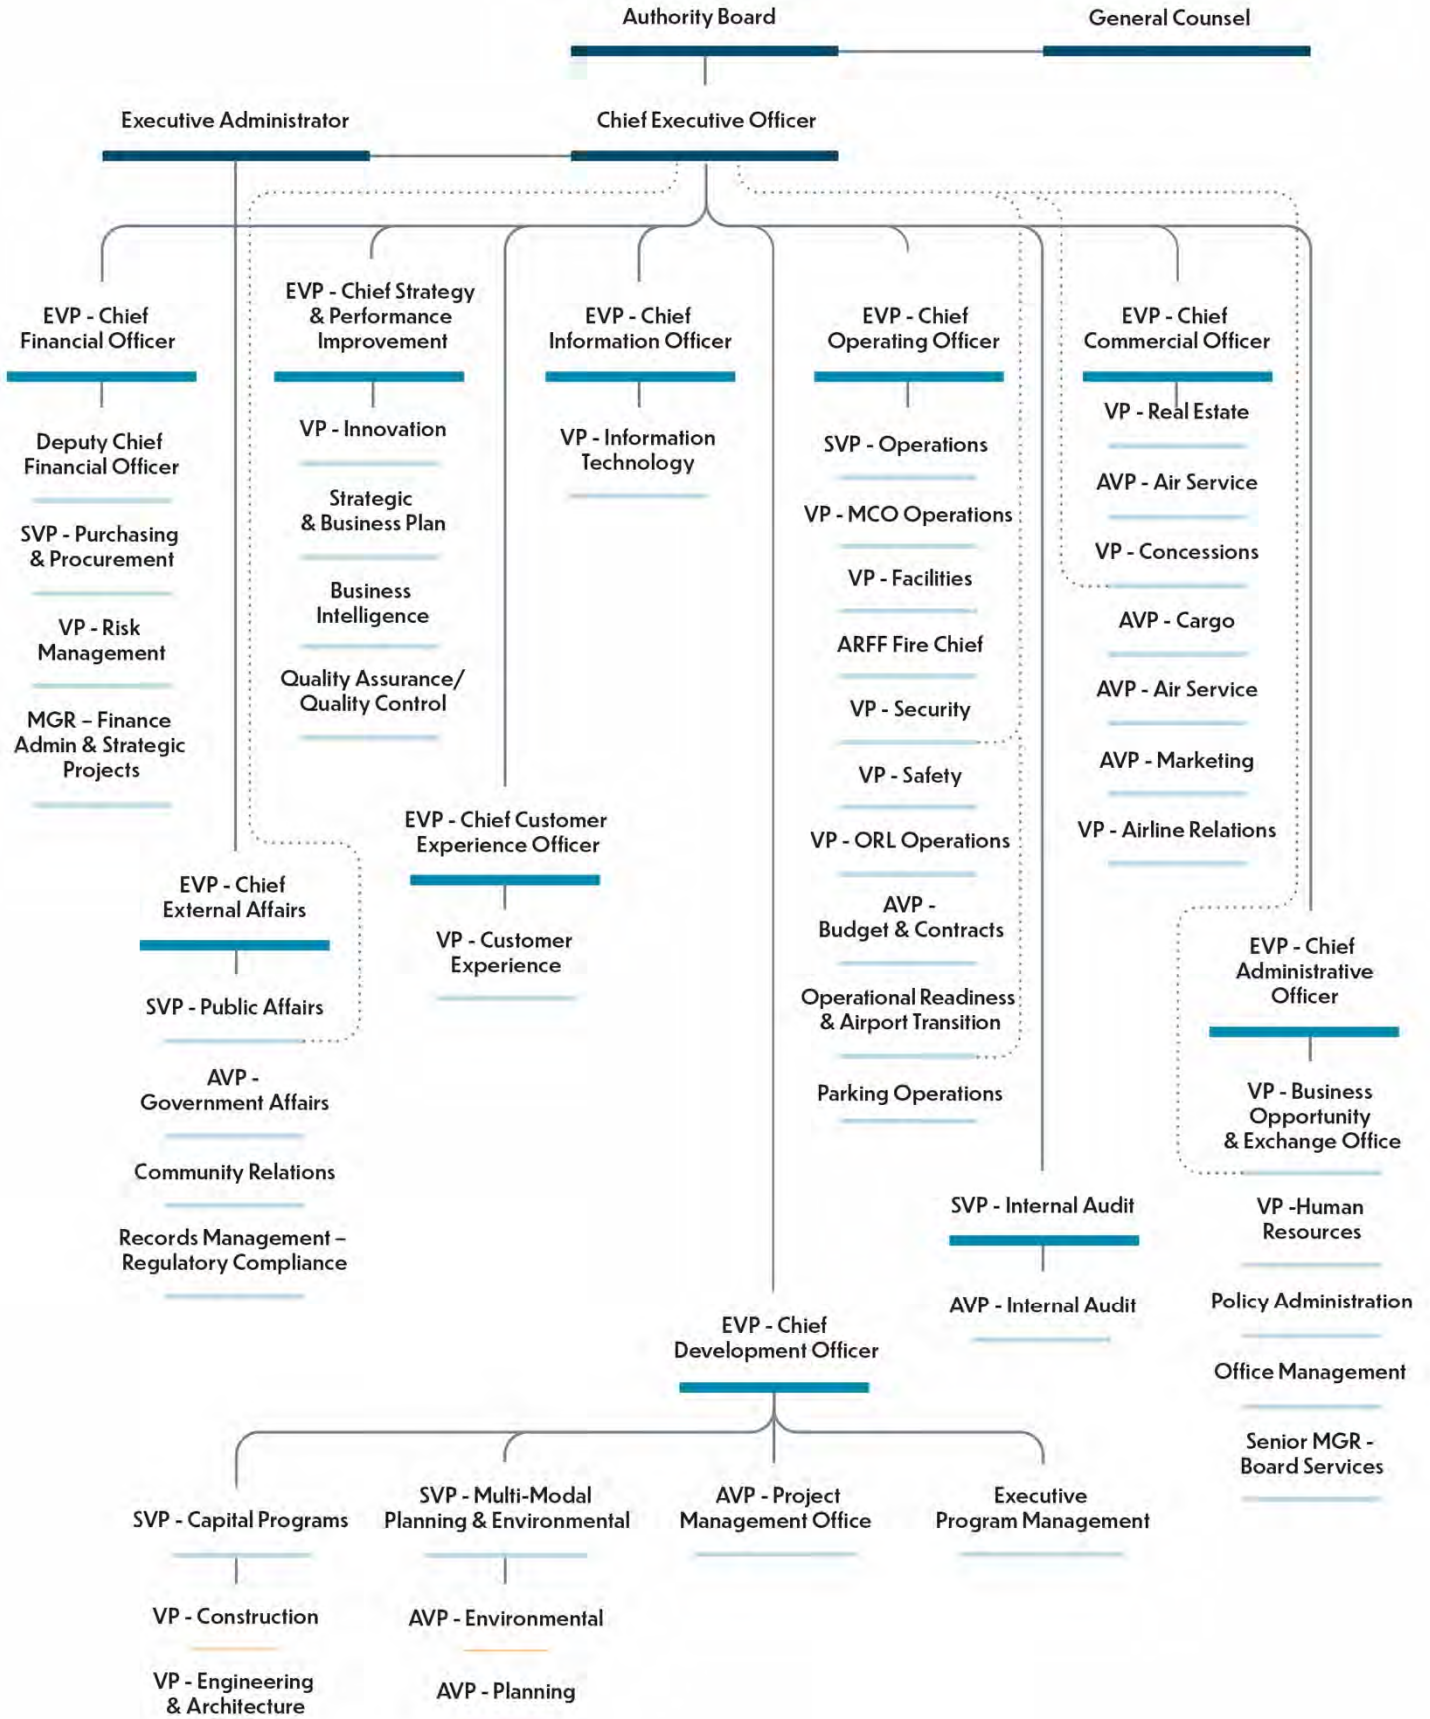 Authority Board
General Counsel
Executive Administrator
Chief Executive Officer
EVP - Chief
Financial Officer
Deputy Chief
Financial Officer
SVP - Purchasing
& Procurement
VP - Risk
Management
MGR – Finance
Admin & Strategic
Projects
EVP - Chief Strategy
& Performance
Improvement
VP - Innovation
Strategic
& Business Plan
Business
Intelligence
Quality Assurance/
Quality Control
EVP - Chief
Information Officer
VP - Information
Technology
EVP - Chief
Operating Officer
SVP - Operations
VP - MCO Operations
VP - Facilities
ARFF Fire Chief
VP - Security
VP - Safety
VP - ORL Operations
AVP -
Budget & Contracts
Operational Readiness
& Airport Transition
Parking Operations
EVP - Chief
Commercial Officer
VP - Real Estate
AVP - Air Service
VP - Concessions
AVP - Cargo
AVP - Air Service
AVP - Marketing
VP - Airline Relations
EVP - Chief Customer
Experience Officer
VP - Customer
Experience
EVP - Chief
External Affairs
SVP - Public Affairs
AVP -
Government Affairs
Community Relations
Records Management –
Regulatory Compliance
EVP - Chief
Administrative
Officer
VP - Business
Opportunity
& Exchange Office
VP -Human
Resources
Policy Administration
Office Management
Senior MGR -
Board Services
SVP - Internal Audit
AVP - Internal Audit
EVP - Chief
Development Officer
SVP - Capital Programs
VP - Construction
VP - Engineering
& Architecture
SVP - Multi-Modal
Planning & Environmental
AVP - Environmental
AVP - Planning
AVP - Project
Management Office
Executive
Program Management